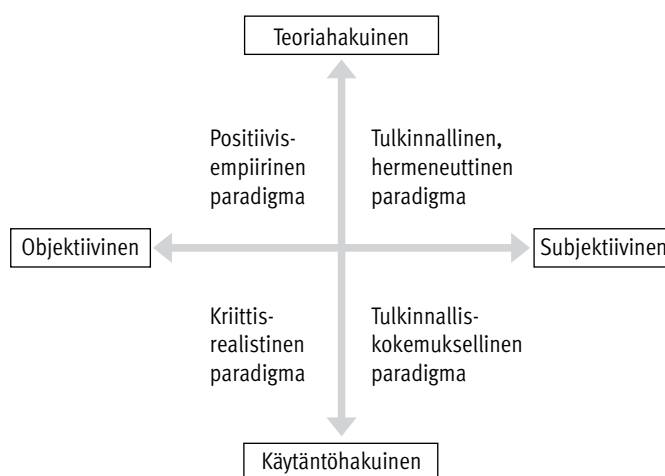 Teoriahakuinen
Positiivis-
empiirinen
paradigma
Tulkinnallinen,
hermeneuttinen
paradigma
Objektiivinen
Subjektiivinen
Kriittis-
realistinen
paradigma
Tulkinnallis-
kokemuksellinen
paradigma
Käytäntöhakuinen